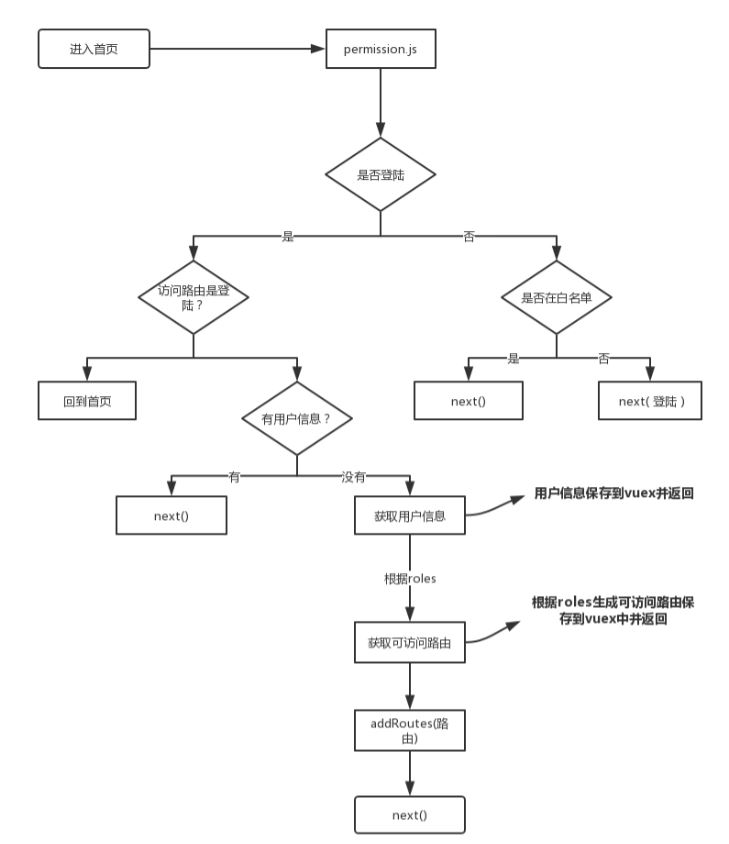 进入首页
permission.js
是否登陆
是
否
访问路由是登
陆？
是否在白名单
是
否
回到首页
有用户信息？
next()
next( 登陆 )
有
没有
next()
获取用户信息
用户信息保存到vuex并返回
根据roles
获取可访问路由
根据roles生成可访问路由保
存到vuex中并返回
addRoutes(路
由)
next()